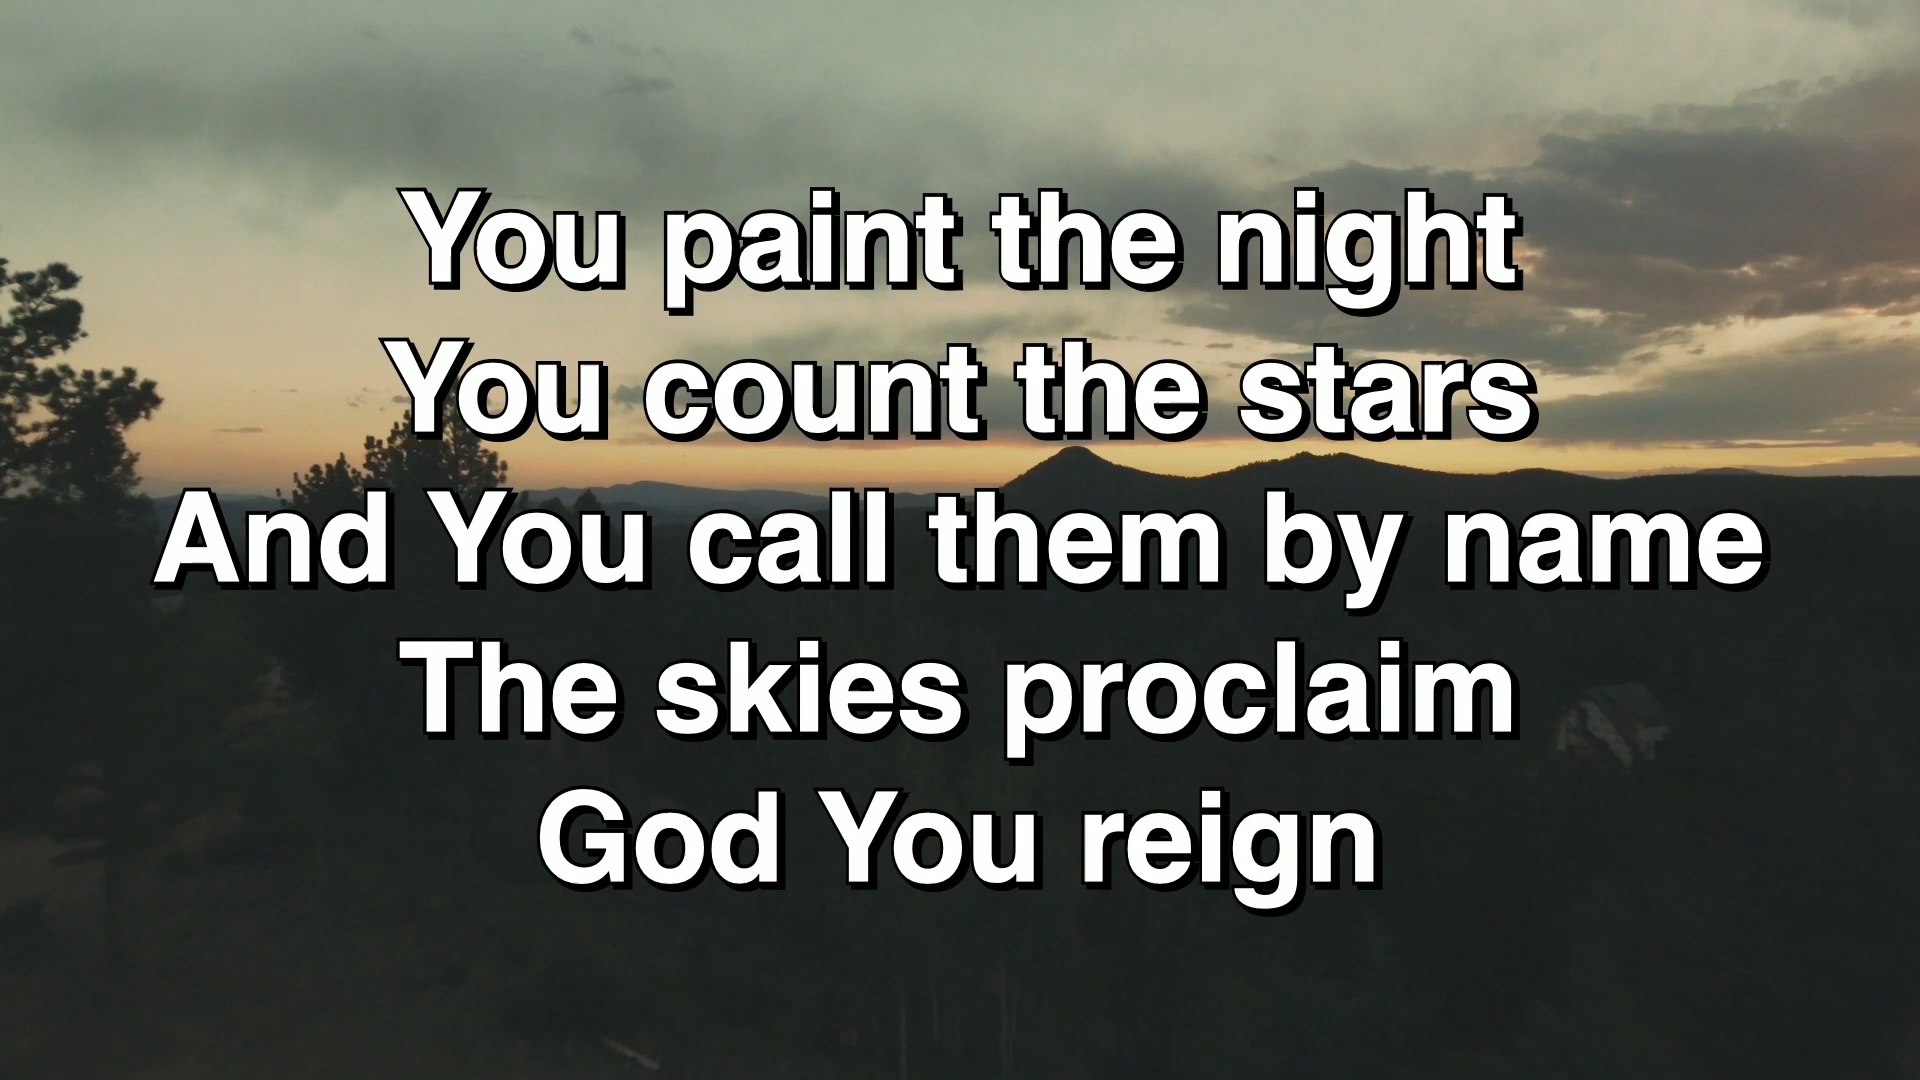 You paint the night
You count the stars
And You call them by name
The skies proclaim
God You reign